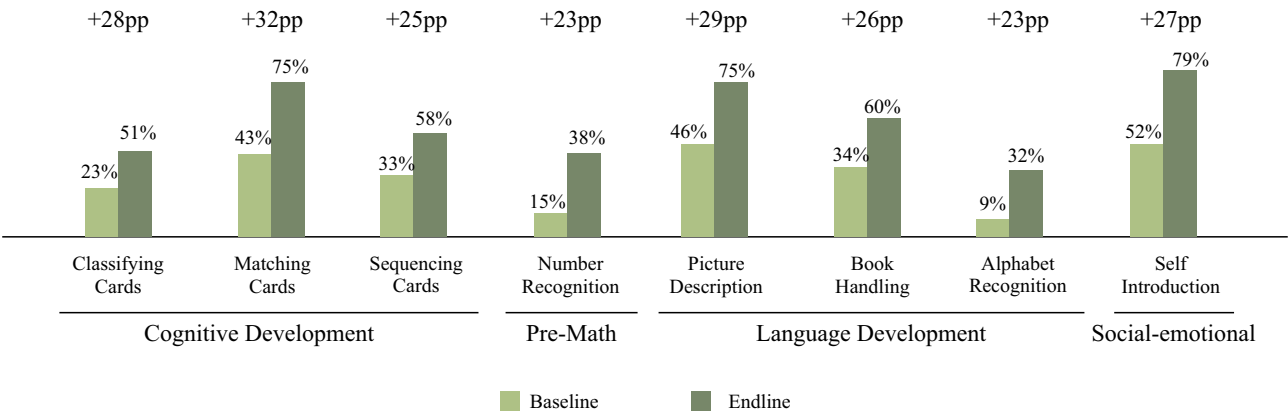 +28pp +32pp +25pp +23pp +29pp +26pp +23pp +27pp
23% 51% 43% 75% 33% 58% 15% 38% 46% 75% 34% 60% 9% 32% 52% 79%
Classifying Matching Sequencing Number Picture Book Alphabet Self
Cards Cards Cards Recognition Description Handling Recognition Introduction
Cognitive Development Pre-Math Language Development Social-emotional
Baseline Endline